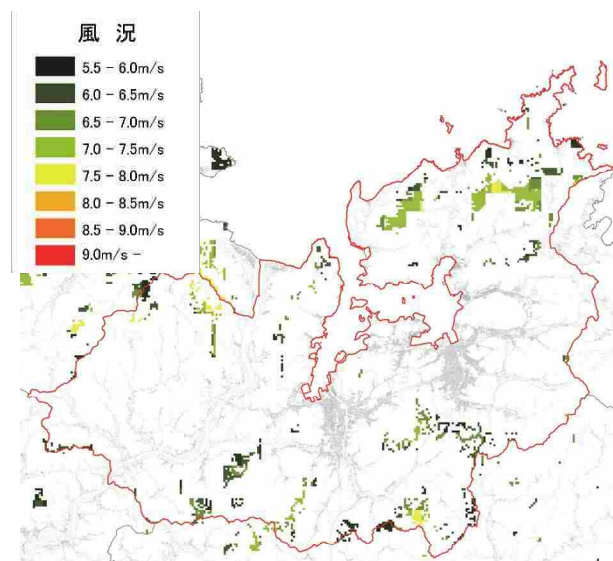 風 況
5.5 - 6.0m/s
6.0 - 6.5m/s
6.5 - 7.0m/s
7.0 - 7.5m/s
7.5 - 8.0m/s
8.0 - 8.5m/s
8.5 - 9.0m/s
9.0m/s -